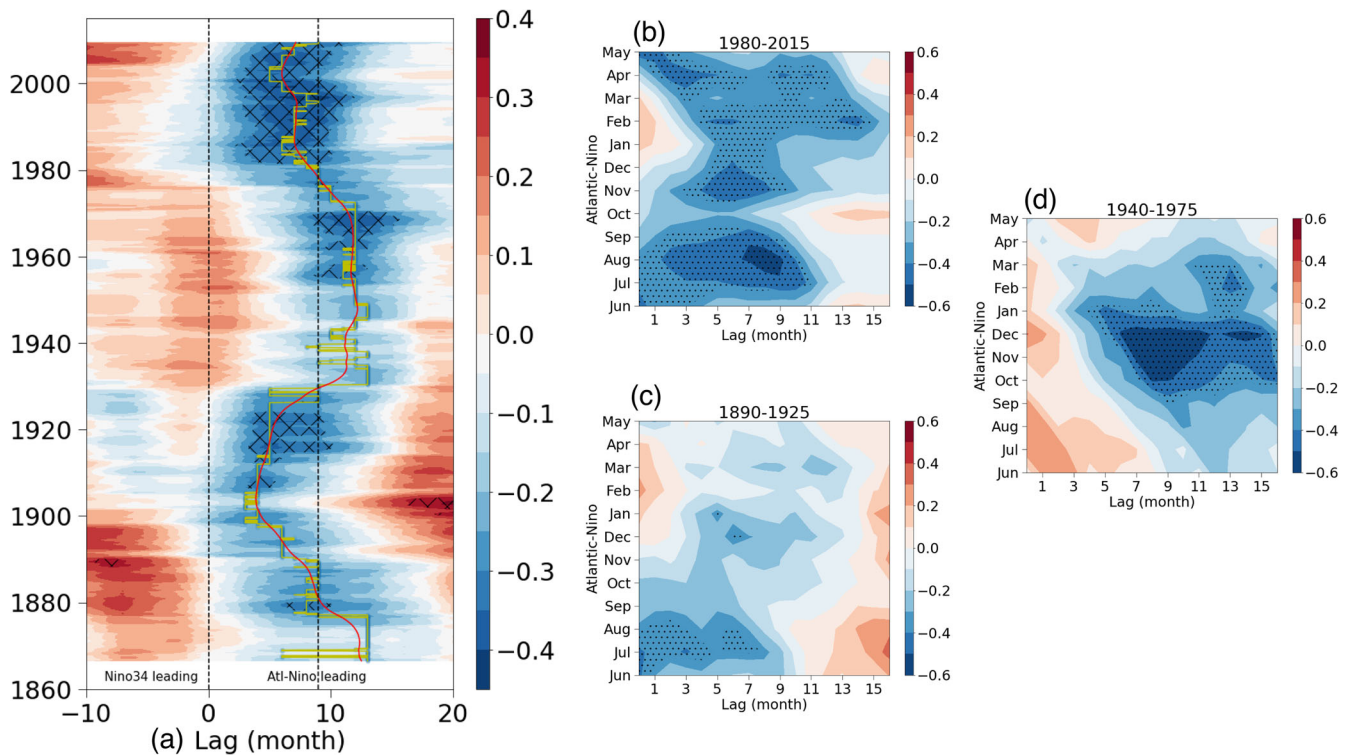 0.4
0.3
0.2
0.1
0.0
−0.1
−0.2
−0.3
−0.4
2000
1980
1960
1940
1920
1900
1880
1860
Nino34 leading
Atl-Nino leading
−10
0
10
20
(a) Lag (month)
(b)
1980-2015
Atlantic-Nino
May
Apr
Mar
Feb
Jan
Dec
Nov
Oct
Sep
Aug
Jul
Jun
1 3 5 7 9 11 13 15
Lag (month)
0.6
0.4
0.2
0.0
−0.2
−0.4
−0.6
(c)
1890-1925
Atlantic-Nino
May
Apr
Mar
Feb
Jan
Dec
Nov
Oct
Sep
Aug
Jul
Jun
1 3 5 7 9 11 13 15
Lag (month)
0.6
0.4
0.2
0.0
−0.2
−0.4
−0.6
(d)
1940-1975
Atlantic-Nino
May
Apr
Mar
Feb
Jan
Dec
Nov
Oct
Sep
Aug
Jul
Jun
1 3 5 7 9 11 13 15
Lag (month)
0.6
0.4
0.2
0.0
−0.2
−0.4
−0.6